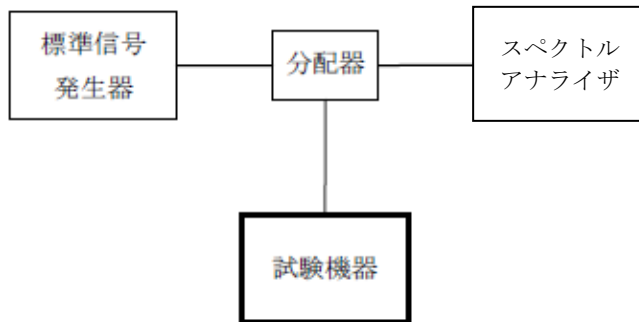 標準信号
発生器
分配器
スペクトル
アナライザ
試験機器